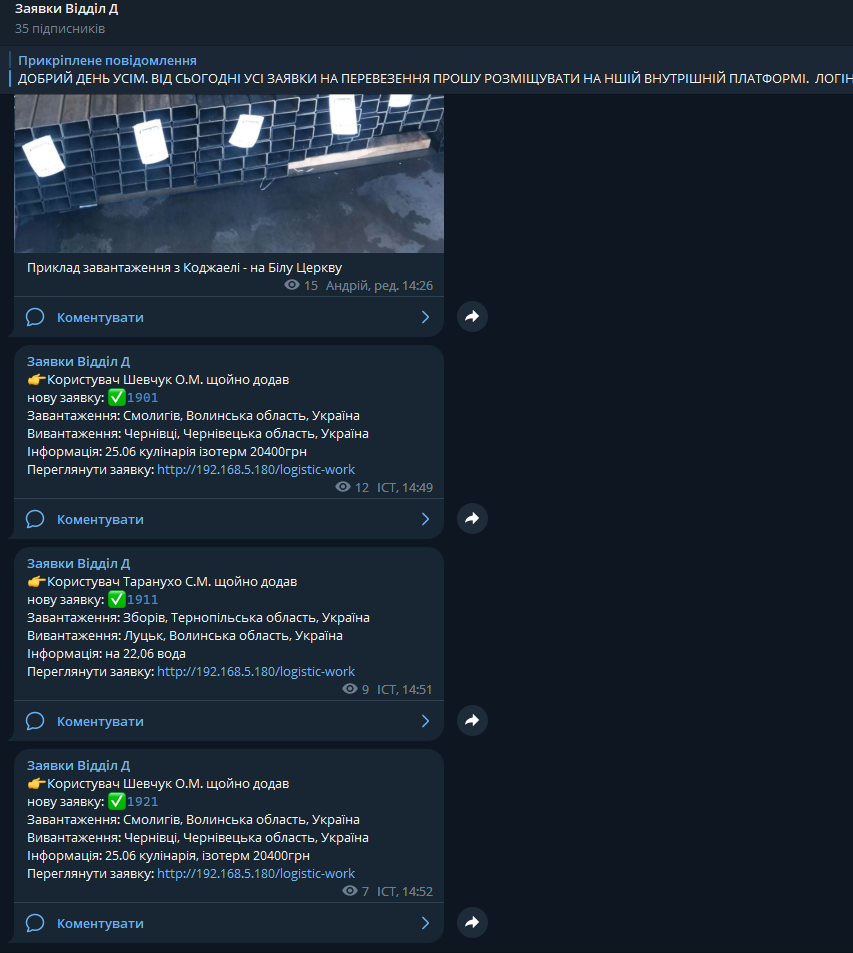 Заявки Відділ Д
35 підписників
Прикріплене повідомлення
ДОБРИЙ ДЕНЬ УСІМ. ВІД СЬОГОДНІ УСІ ЗАЯВКИ НА ПЕРЕВЕЗЕННЯ ПРОШУ РОЗМІЩУВАТИ НА НШІЙ ВНУТРІШНІЙ ПЛАТФОРМІ. ЛОГІН
Приклад завантаження з Коджаелі - на Білу Церкву
15 Андрій, ред. 14:26
Коментувати
Заявки Відділ Д
👉Користувач Шевчук О.М. щойно додав
нову заявку: ✅1901
Завантаження: Смолигів, Волинська область, Україна
Вивантаження: Чернівці, Чернівецька область, Україна
Інформація: 25.06 кулінарія ізотерм 20400грн
Переглянути заявку: http://192.168.5.180/logistic-work
12 ІСТ, 14:49
Коментувати
Заявки Відділ Д
👉Користувач Таранухо С.М. щойно додав
нову заявку: ✅1911
Завантаження: Зборів, Тернопільська область, Україна
Вивантаження: Луцьк, Волинська область, Україна
Інформація: на 22,06 вода
Переглянути заявку: http://192.168.5.180/logistic-work
9 ІСТ, 14:51
Коментувати
Заявки Відділ Д
👉Користувач Шевчук О.М. щойно додав
нову заявку: ✅1921
Завантаження: Смолигів, Волинська область, Україна
Вивантаження: Чернівці, Чернівецька область, Україна
Інформація: 25.06 кулінарія, ізотерм 20400грн
Переглянути заявку: http://192.168.5.180/logistic-work
7 ІСТ, 14:52
Коментувати